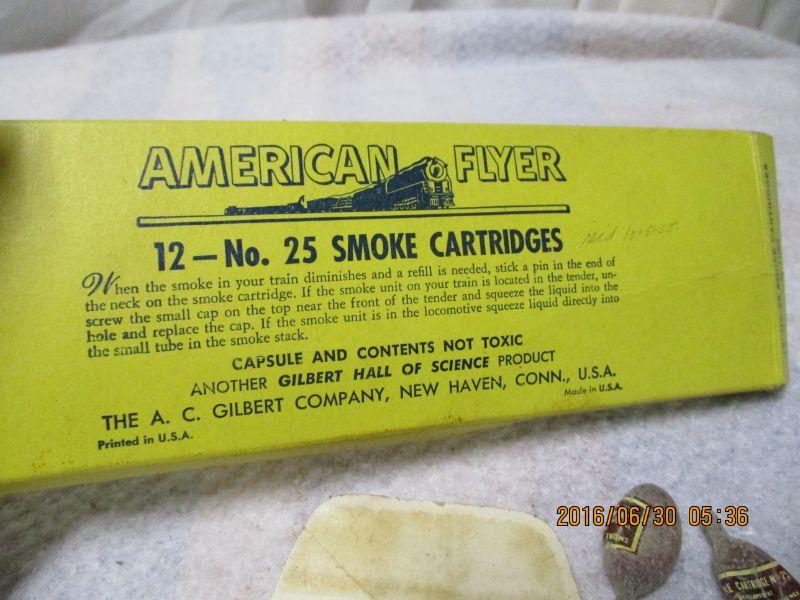 AMERICAN FLYER
12 – No. 25 SMOKE CARTRIDGES
rec'd 10-5-55
When the smoke in your train diminishes and a refill is needed, stick a pin in the end of
the neck on the smoke cartridge. If the smoke unit on your train is located in the tender, un-
screw the small cap on the top near the front of the tender and squeeze the liquid into the
hole and replace the cap. If the smoke unit is in the locomotive squeeze liquid directly into
the small tube in the smoke stack.
CAPSULE AND CONTENTS NOT TOXIC
ANOTHER GILBERT HALL OF SCIENCE PRODUCT
THE A. C. GILBERT COMPANY, NEW HAVEN, CONN., U.S.A.
Printed in U.S.A.
Made in U.S.A.
CARTRIDGES
2016/06/30 05:36